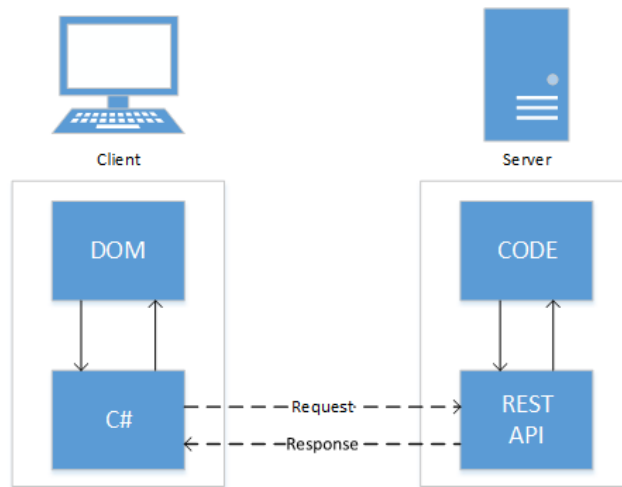 Client
Server
DOM
CODE
C#
Request
REST
API
Response